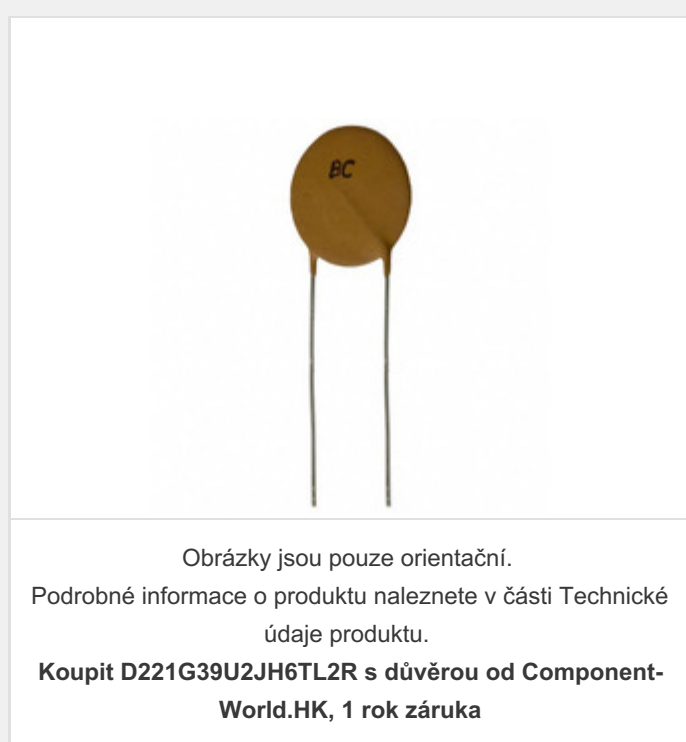 BC
Obrázky jsou pouze orientační.
Podrobné informace o produktu naleznete v části Technické
údaje produktu.
Koupit D221G39U2JH6TL2R s důvěrou od Component-
World.HK, 1 rok záruka